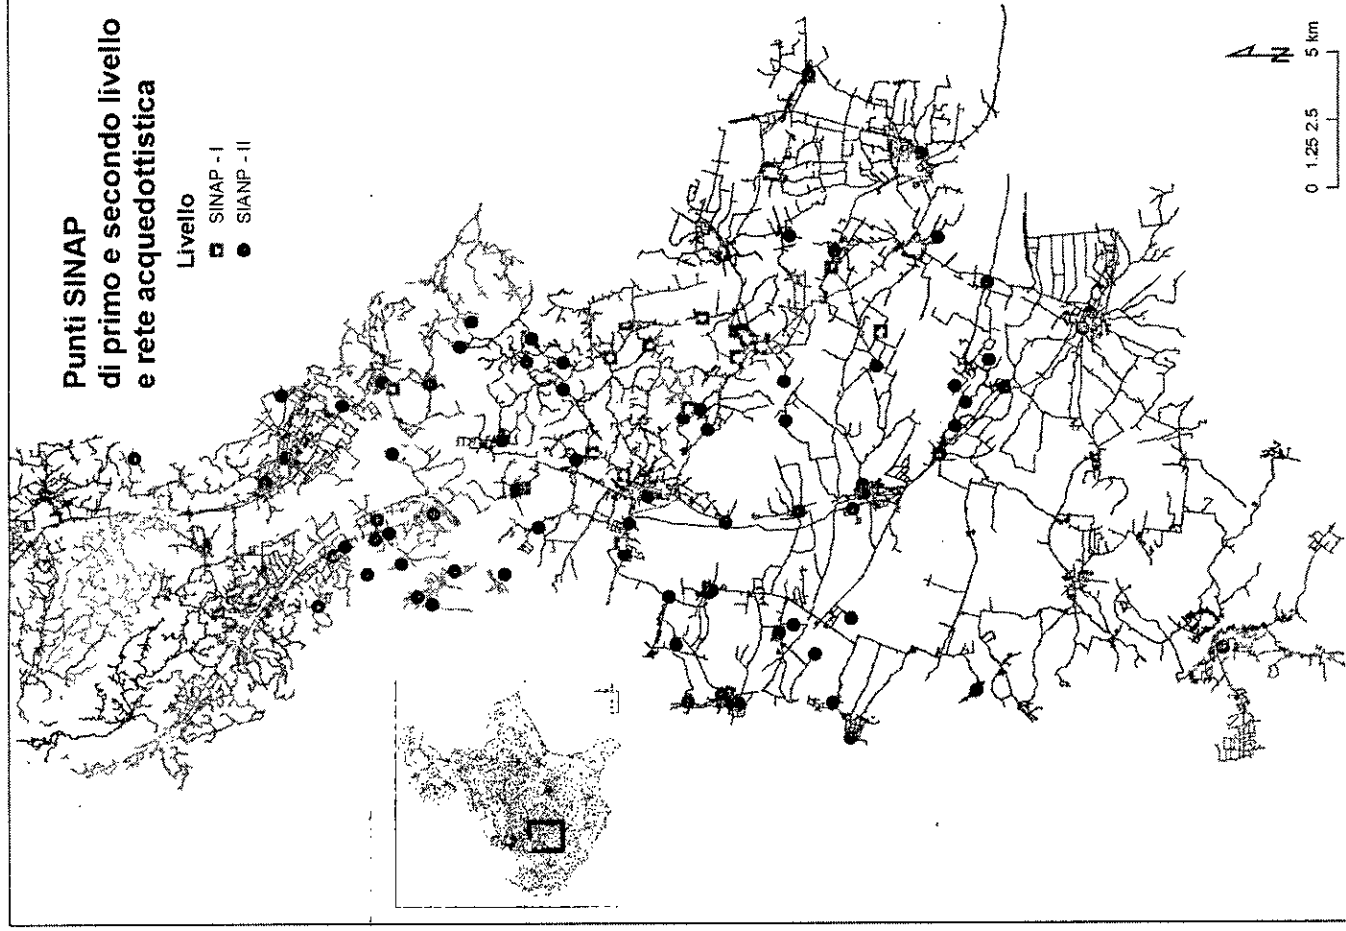 Punti SINAP
di primo e secondo livello
e rete acquedottistica
Livello
SINAP - I
SIANP - II
N
0 1.25 2.5 5 km